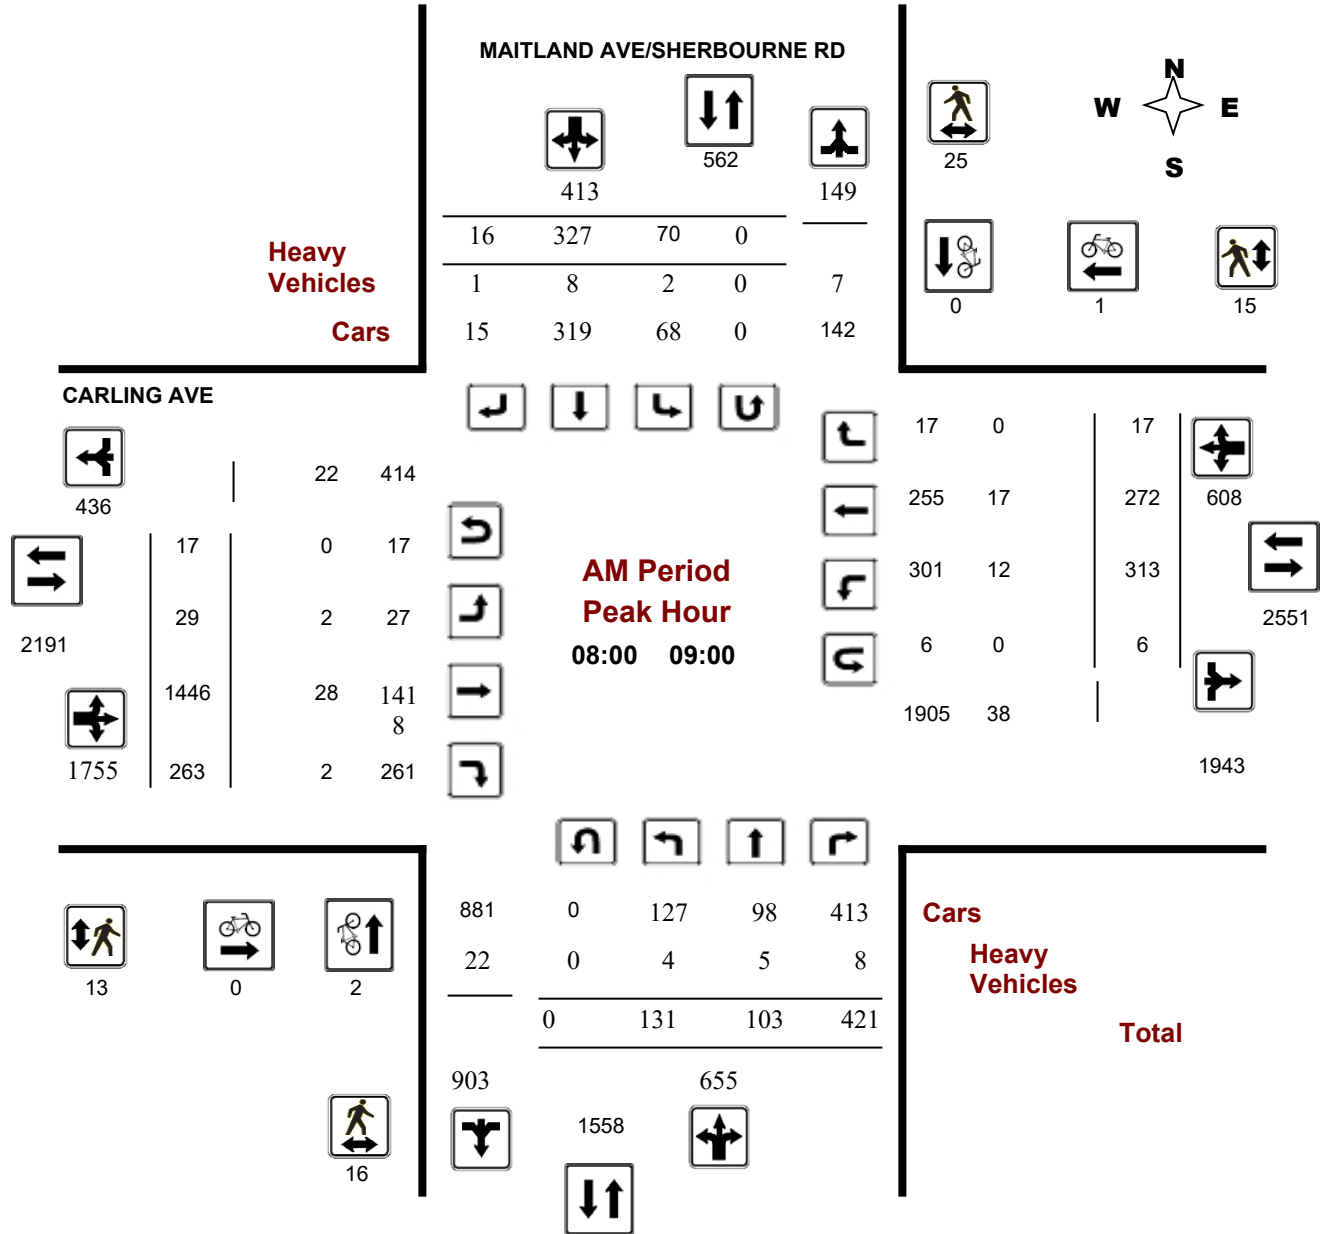 MAITLAND AVE/SHERBOURNE RD
N
W E
S
562
25
413 149
16 327 70 0
Heavy
Vehicles
1 8 2 0 7
0 1 15
Cars
15 319 68 0 142
CARLING AVE
17 0 17
22 414
436
255 17 272 608
17 0 17
AM Period
301 12 313
Peak Hour
29 2 27
2551
2191
08:00 09:00
6 0 6
1446 28 141
8
1905 38
1755 263 2 261
1943
881 0 127 98 413
Cars
22 0 4 5 8
Heavy
Vehicles
13 0 2
0 131 103 421
Total
903 655
1558
16